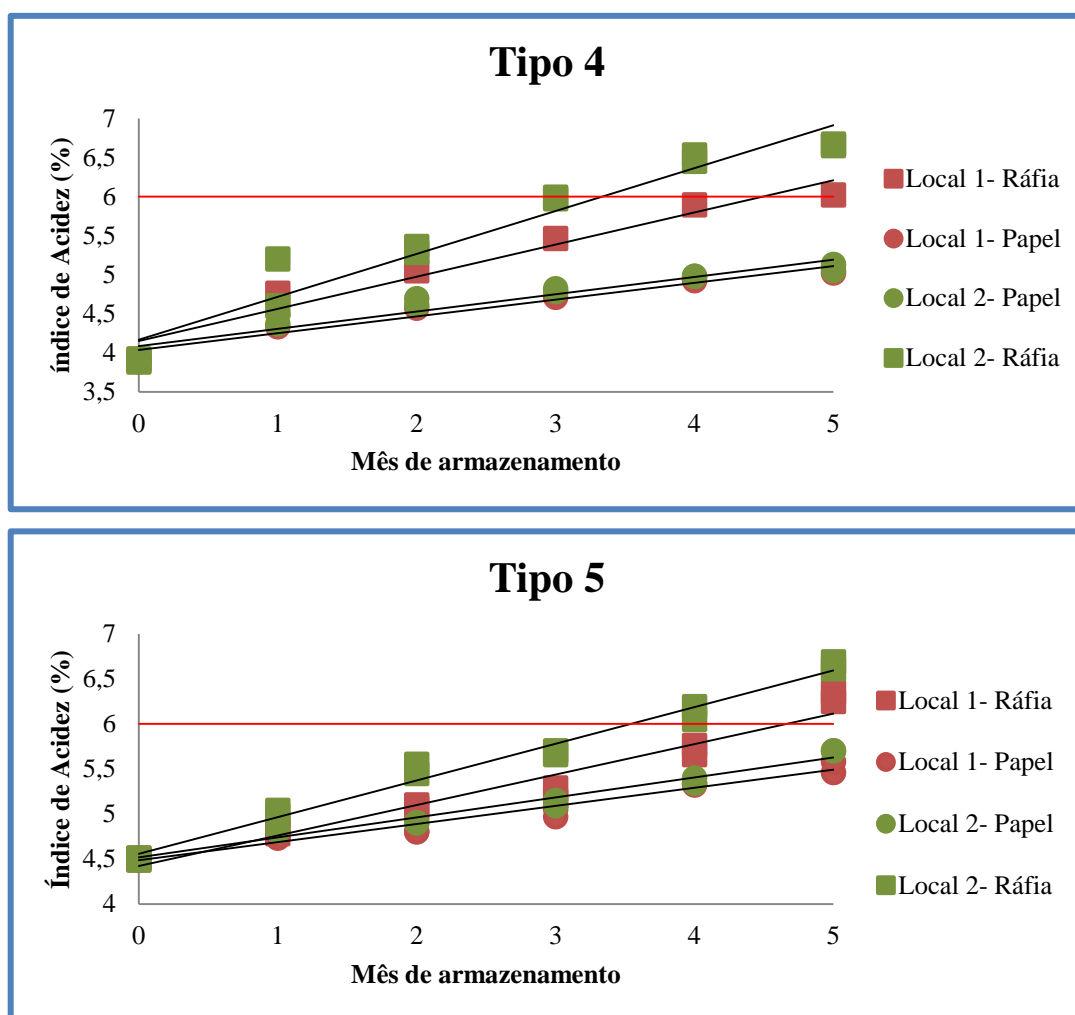 Tipo 4
índice de Acidez (%)
7
6,5
6
5,5
5
4,5
4
3,5
0 1 2 3 4 5
Mês de armazenamento
Local 1- Ráfia
Local 1- Papel
Local 2- Papel
Local 2- Ráfia
Tipo 5
Índice de Acidez (%)
7
6,5
6
5,5
5
4,5
4
0 1 2 3 4 5
Mês de armazenamento
Local 1- Ráfia
Local 1- Papel
Local 2- Papel
Local 2- Ráfia